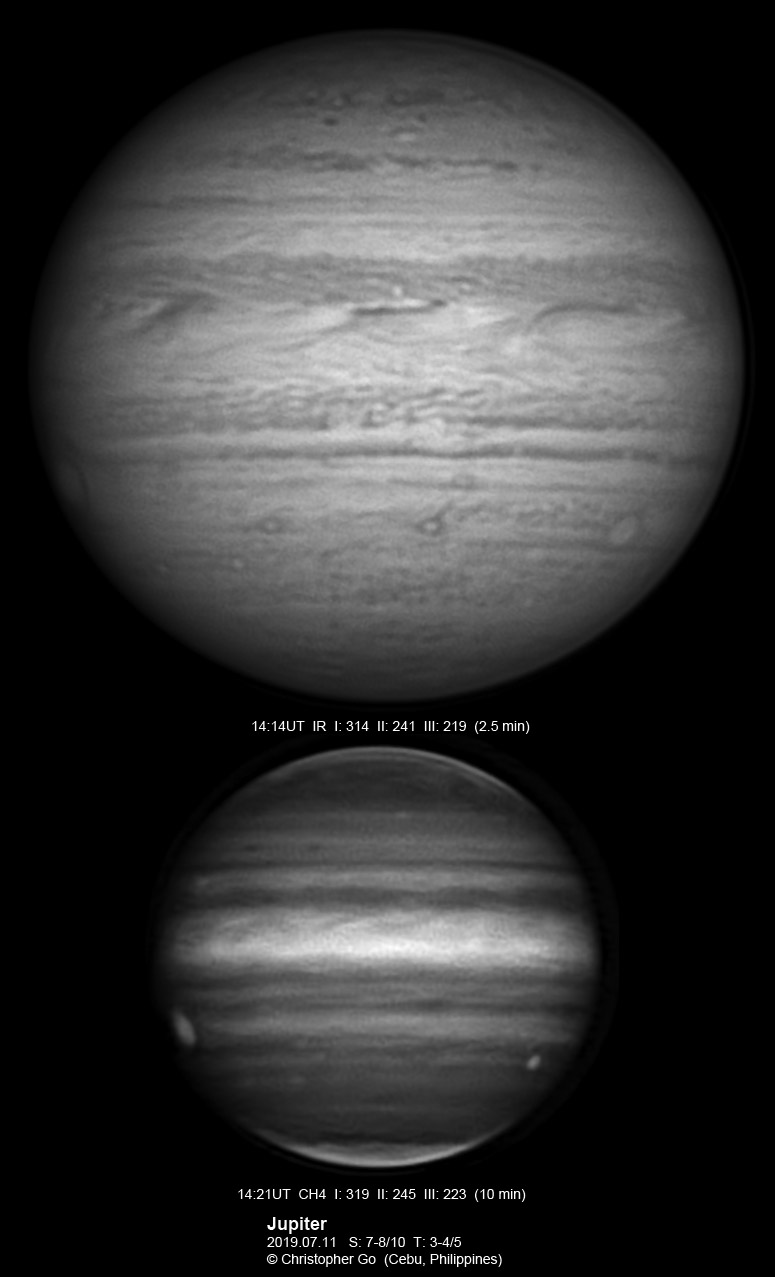 14:14UT IR I: 314 II: 241 III: 219 (2.5 min)
14:21UT CH4 I: 319 II: 245 III: 223 (10 min)
Jupiter
2019.07.11 S: 7-8/10 T: 3-4/5
© Christopher Go (Cebu, Philippines)